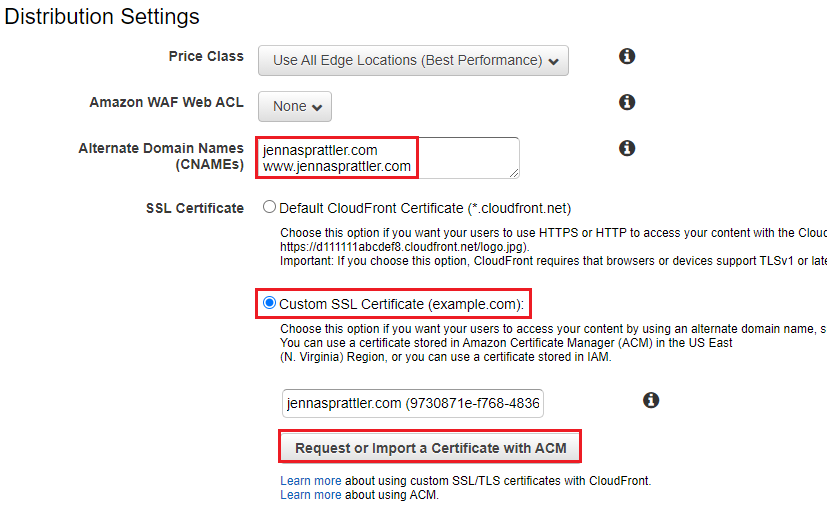 Distribution Settings
Price Class
Use All Edge Locations (Best Performance)
Amazon WAF Web ACL
None
Alternate Domain Names
(CNAMEs)
jennasprattler.com
www.jennasprattler.com
SSL Certificate
Default CloudFront Certificate (*.cloudfront.net)
Choose this option if you want your users to use HTTPS or HTTP to access your content with the Clou
https://d111111abcdef8.cloudfront.net/logo.jpg).
Important: If you choose this option, CloudFront requires that browsers or devices support TLSv1 or late
Custom SSL Certificate (example.com):
Choose this option if you want your users to access your content by using an alternate domain name, s
You can use a certificate stored in Amazon Certificate Manager (ACM) in the US East
(N. Virginia) Region, or you can use a certificate stored in IAM.
jennasprattler.com (9730871e-f768-4836
Request or Import a Certificate with ACM
Learn more about using custom SSL/TLS certificates with CloudFront.
Learn more about using ACM.